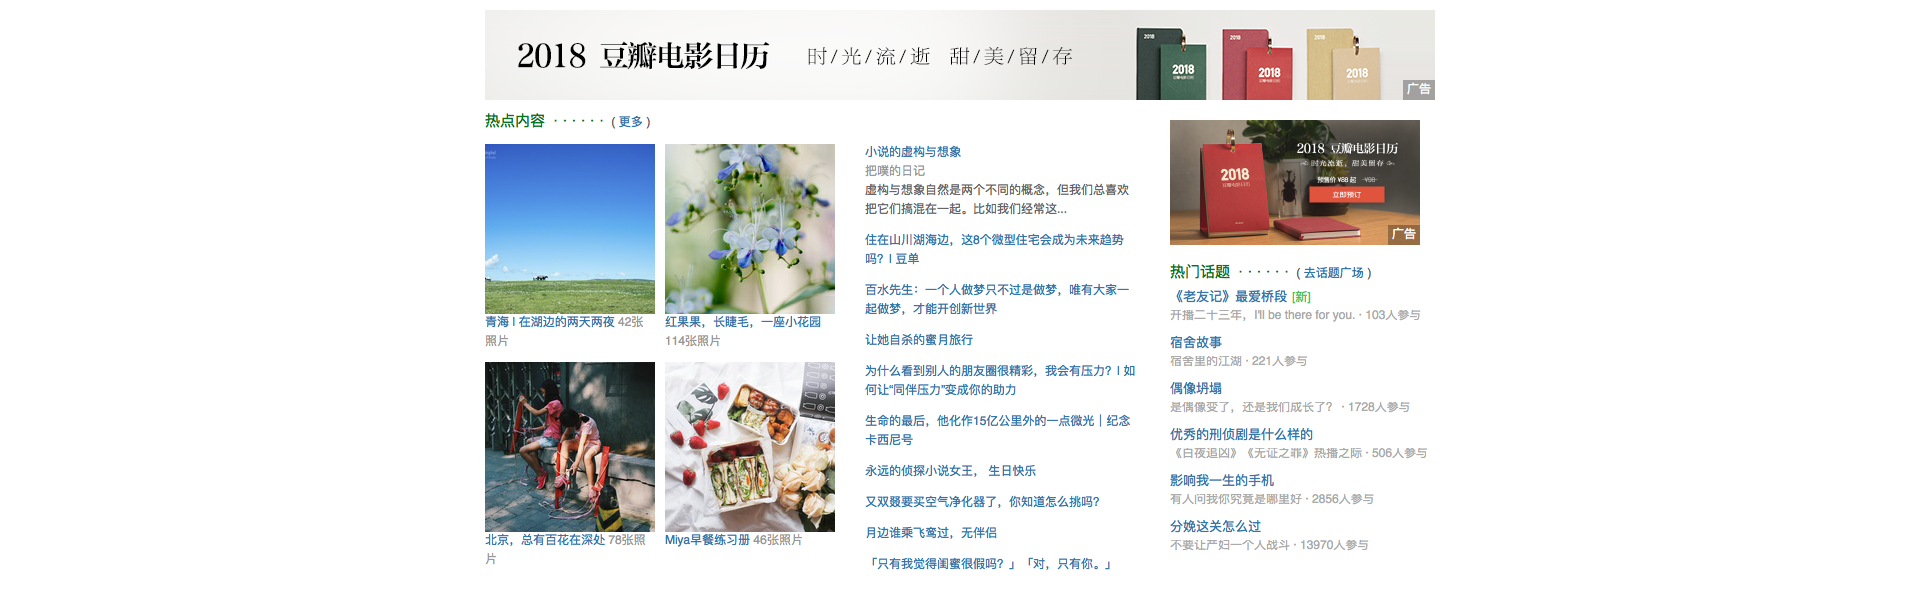 2018 豆瓣电影日历 时/光/流/逝 甜/美/留/存
2018
2018
2018
2018
2018
2018
广告
热点内容 · · · · · · ( 更多 )
青海 | 在湖边的两天两夜 42张
照片
红果果，长睫毛，一座小花园
114张照片
北京，总有百花在深处 78张照
片
Miya早餐练习册 46张照片
小说的虚构与想象
把噗的日记
虚构与想象自然是两个不同的概念，但我们总喜欢
把它们搞混在一起。比如我们经常这...
住在山川湖海边，这8个微型住宅会成为未来趋势
吗？| 豆单
百水先生：一个人做梦只不过是做梦，唯有大家一
起做梦，才能开创新世界
让她自杀的蜜月旅行
为什么看到别人的朋友圈很精彩，我会有压力？| 如
何让“同伴压力”变成你的助力
生命的最后，他化作15亿公里外的一点微光｜纪念
卡西尼号
永远的侦探小说女王， 生日快乐
又双叕要买空气净化器了，你知道怎么挑吗？
月边谁乘飞鸾过，无伴侣
「只有我觉得闺蜜很假吗？」「对，只有你。」
2018
2018 豆瓣电影日历
时光流逝，甜美留存
预售价 ¥88 起 ¥98
立即预订
广告
热门话题 · · · · · · ( 去话题广场 )
《老友记》最爱桥段 [新]
开播二十三年，I'll be there for you. · 103人参与
宿舍故事
宿舍里的江湖 · 221人参与
偶像坍塌
是偶像变了，还是我们成长了？ · 1728人参与
优秀的刑侦剧是什么样的
《白夜追凶》《无证之罪》热播之际 · 506人参与
影响我一生的手机
有人问我你究竟是哪里好 · 2856人参与
分娩这关怎么过
不要让产妇一个人战斗 · 13970人参与